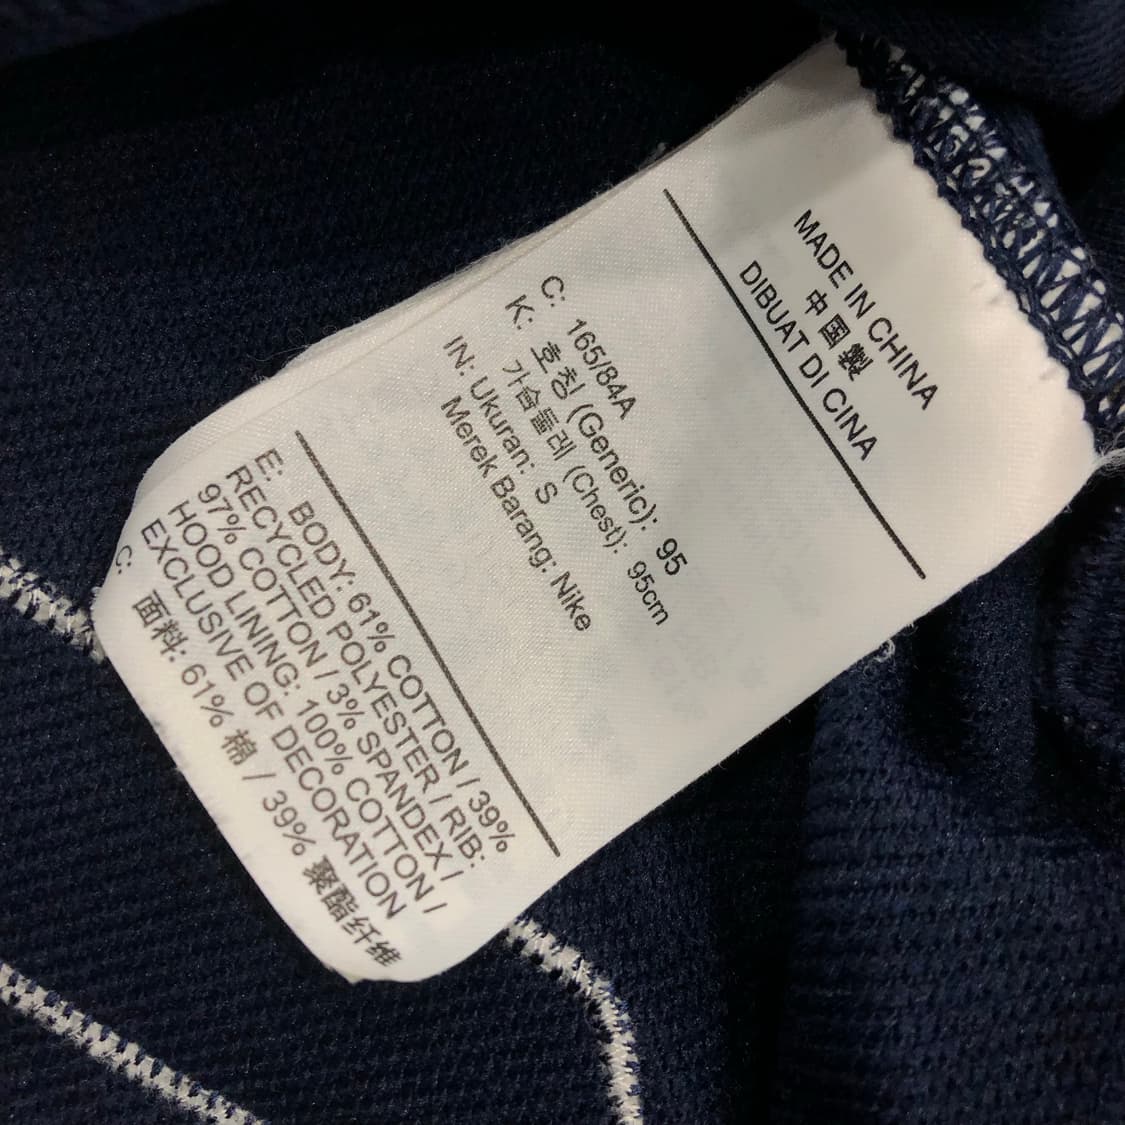 MADE IN CHINA
中国製
DIBUAT DI CINA
C: 165/84A
K: 호칭 (Generic): 95
가슴둘레 (Chest): 95cm
IN: Ukuran: S
Merek Barang: Nike
E: BODY: 61% COTTON / 39%
RECYCLED POLYESTER / RIB:
97% COTTON / 3% SPANDEX /
HOOD LINING: 100% COTTON /
EXCLUSIVE OF DECORATION
C: 面料: 61% 棉 / 39% 聚酯纤维